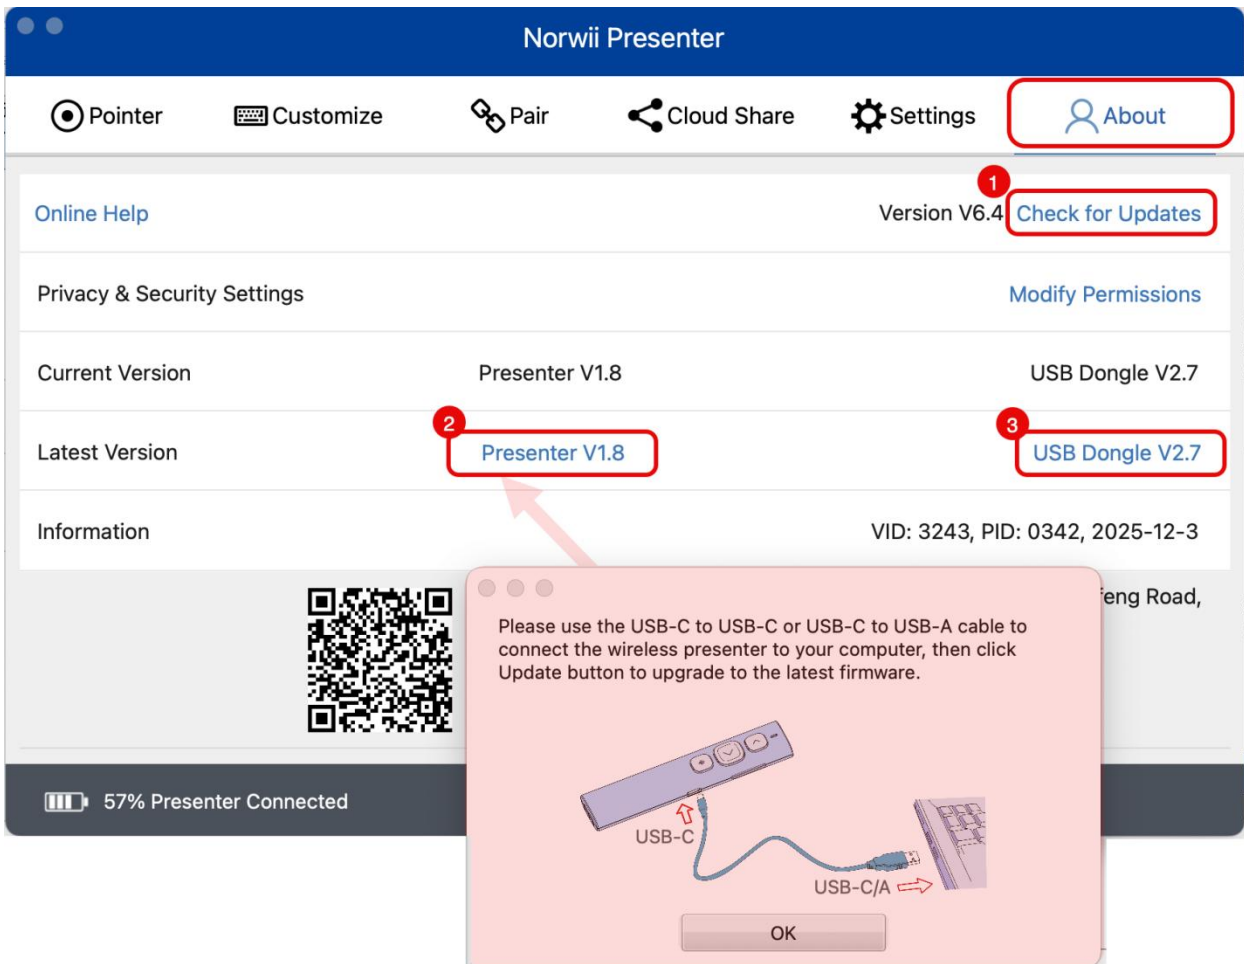 Norwii Presenter
Pointer
Customize
Pair
Cloud Share
Settings
About
1
Online Help
Version V6.4 Check for Updates
Privacy & Security Settings
Modify Permissions
Current Version
Presenter V1.8
USB Dongle V2.7
2
3
Latest Version
Presenter V1.8
USB Dongle V2.7
Information
VID: 3243, PID: 0342, 2025-12-3
Road,
Please use the USB-C to USB-C or USB-C to USB-A cable to
connect the wireless presenter to your computer, then click
Update button to upgrade to the latest firmware.
USB-C
USB-C/A
OK
57% Presenter Connected